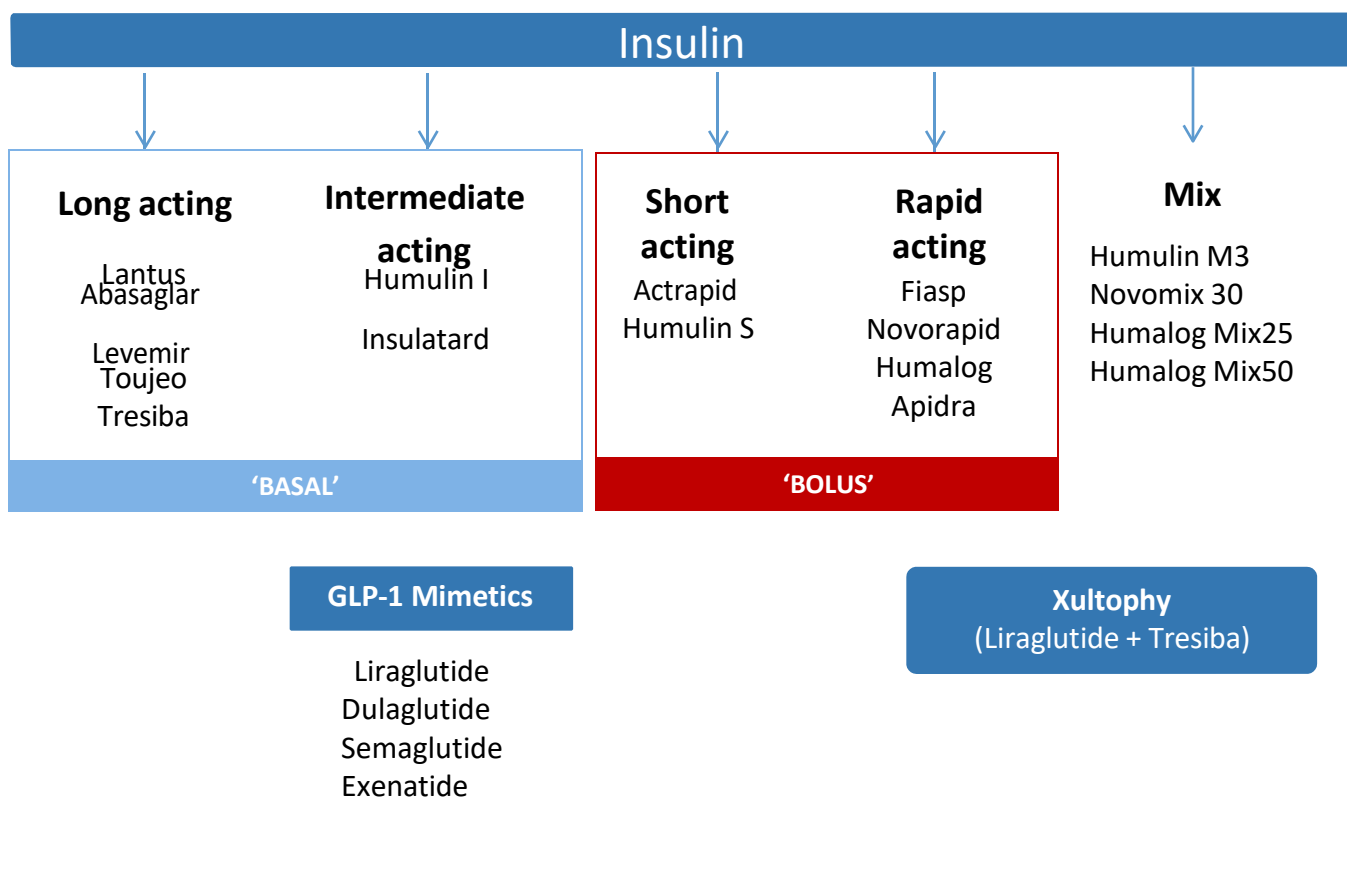 Insulin
Long acting
Lantus
Abasaglar
Levemir
Toujeo
Tresiba
Intermediate
acting
Humulin I
Insulatard
‘BASAL’
Short
acting
Actrapid
Humulin S
Rapid
acting
Fiasp
Novorapid
Humalog
Apidra
‘BOLUS’
Mix
Humulin M3
Novomix 30
Humalog Mix25
Humalog Mix50
GLP-1 Mimetics
Liraglutide
Dulaglutide
Semaglutide
Exenatide
Xultophy
(Liraglutide + Tresiba)